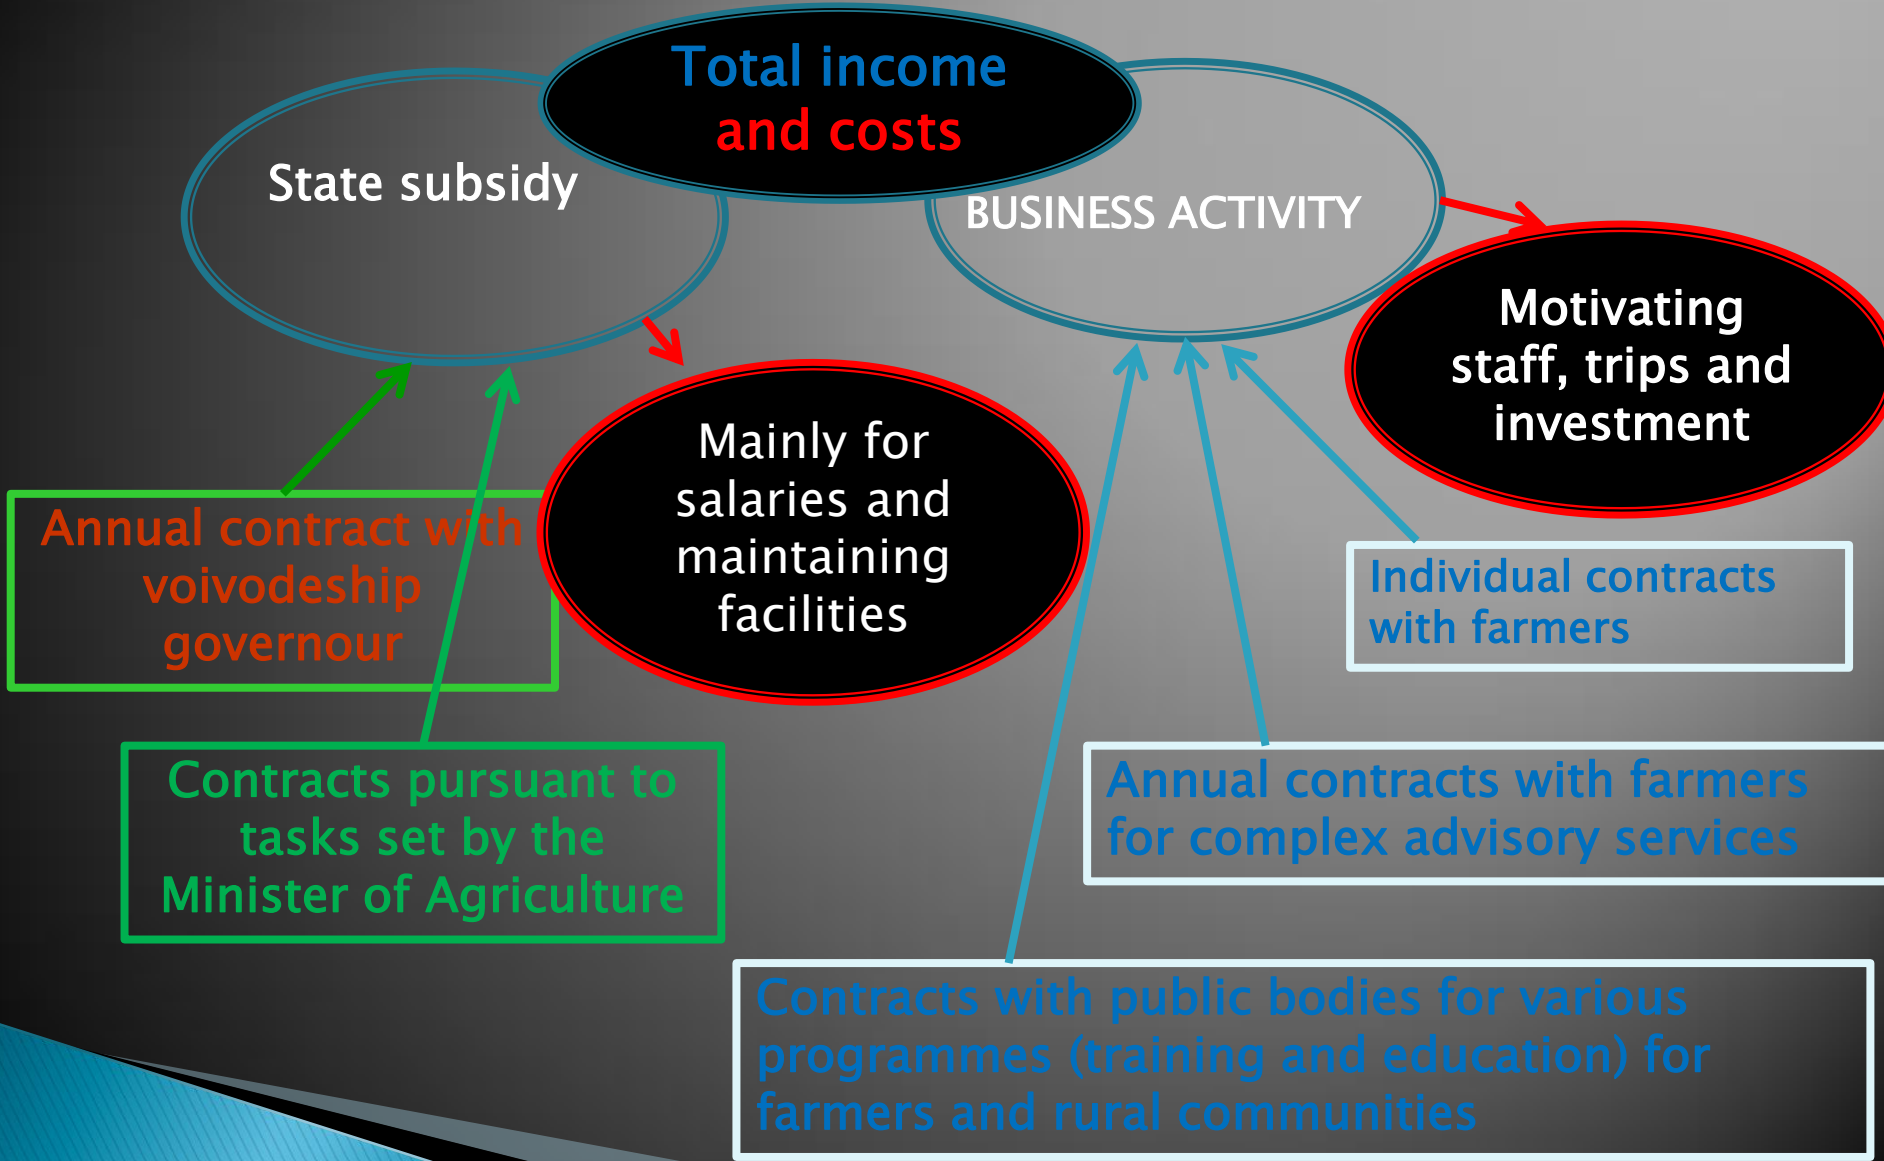 Total income
and costs
State subsidy
BUSINESS ACTIVITY
Motivating
staff, trips and
investment
Mainly for
salaries and
maintaining
facilities
Annual contract with
voivodeship
governour
Individual contracts
with farmers
Contracts pursuant to
tasks set by the
Minister of Agriculture
Annual contracts with farmers
for complex advisory services
Contracts with public bodies for various
programmes (training and education) for
farmers and rural communities